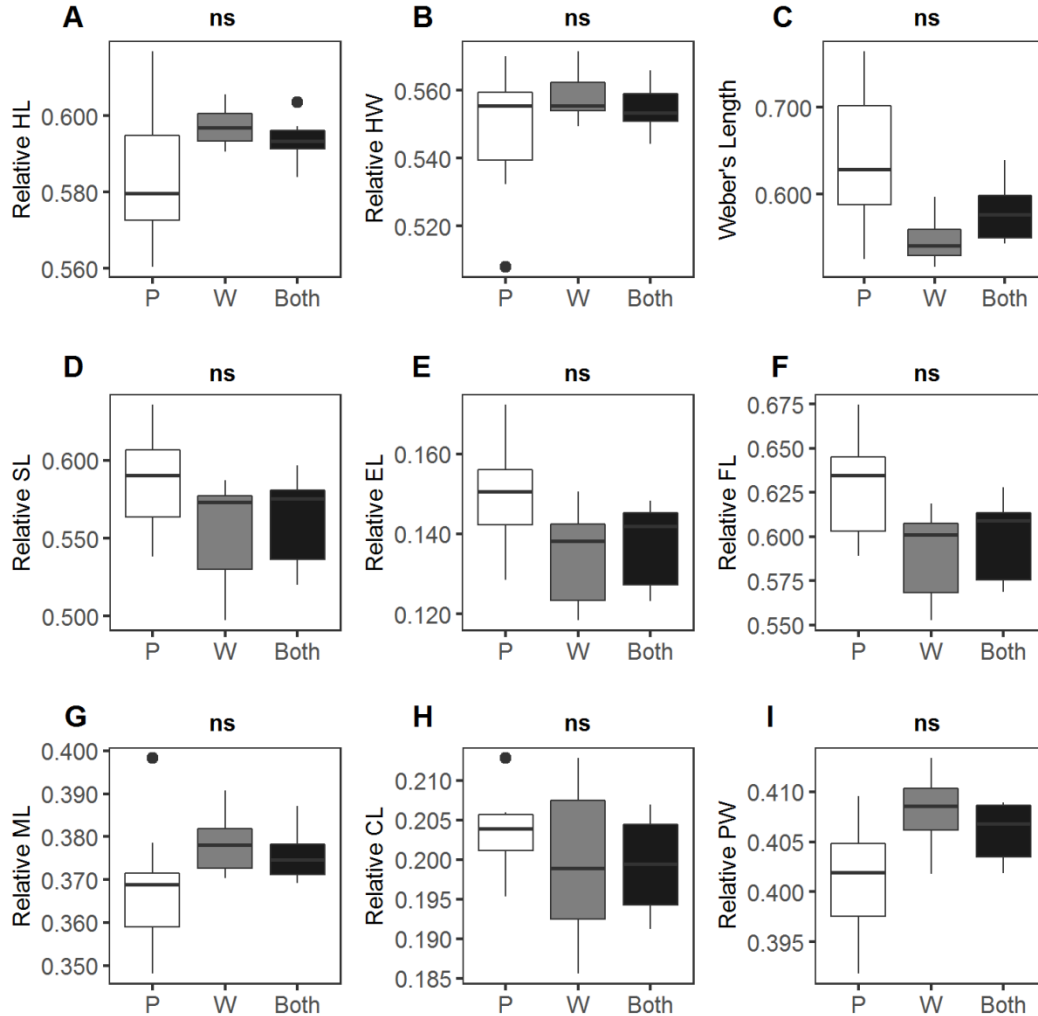 A
ns
Relative HL
0.600
0.580
0.560
P W Both
B
ns
Relative HW
0.560
0.540
0.520
P W Both
C
ns
Weber's Length
0.700
0.600
P W Both
D
ns
Relative SL
0.600
0.550
0.500
P W Both
E
ns
Relative EL
0.160
0.140
0.120
P W Both
F
ns
Relative FL
0.675
0.650
0.625
0.600
0.575
0.550
P W Both
G
ns
Relative ML
0.400
0.390
0.380
0.370
0.360
0.350
P W Both
H
ns
Relative CL
0.210
0.205
0.200
0.195
0.190
0.185
P W Both
I
ns
Relative PW
0.410
0.405
0.400
0.395
P W Both